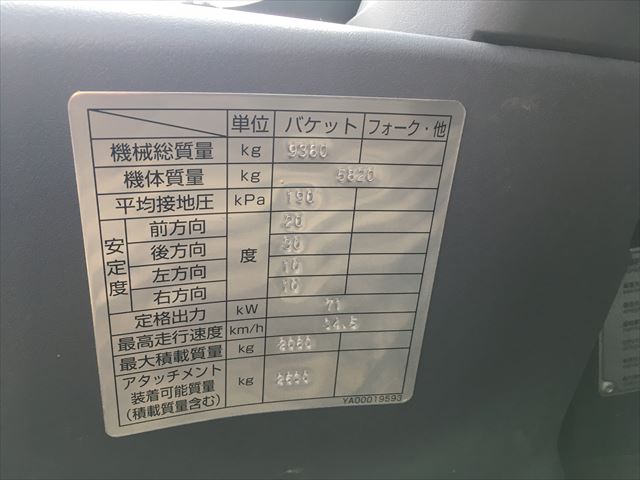 単位 バケット フォーク・他
機械総質量 kg 9360
機体質量 kg 5820
平均接地圧 kPa 190
安定度 前方向 度 20
後方向 20
左方向 10
右方向 10
定格出力 kW 71
最高走行速度 km/h
最大積載質量 kg
アタッチメント
装着可能質量 kg
(積載質量含む)
YA00019593